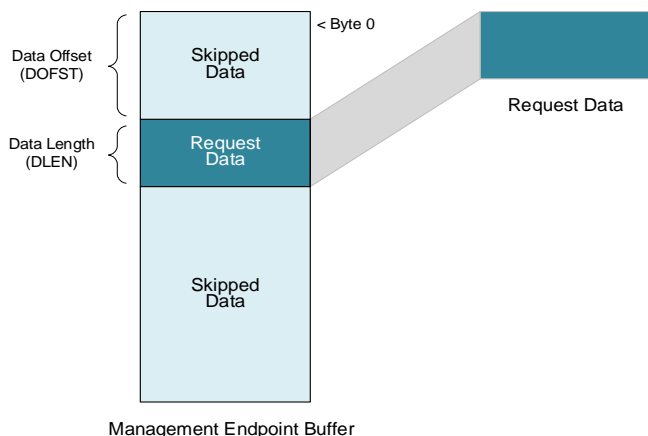 < Byte 0
Skipped
Data
Data Offset
(DOFST)
Request Data
Data Length
(DLEN)
Request
Data
Skipped
Data
Management Endpoint Buffer